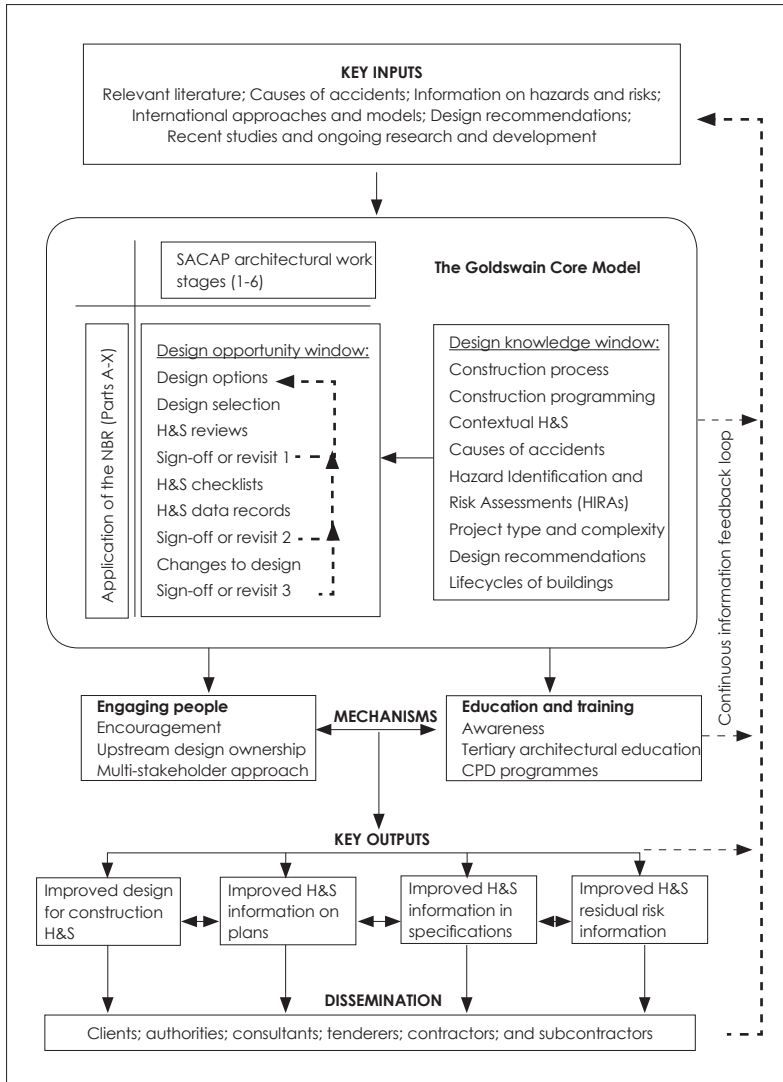 KEY INPUTS
Relevant literature; Causes of accidents; Information on hazards and risks;
International approaches and models; Design recommendations;
Recent studies and ongoing research and development
SACAP architectural work
stages (1-6)
The Goldswain Core Model
Application of the NBR (Parts A-X)
Design opportunity window:
Design options
Design selection
H&S reviews
Sign-off or revisit 1
H&S checklists
H&S data records
Sign-off or revisit 2
Changes to design
Sign-off or revisit 3
Design knowledge window:
Construction process
Construction programming
Contextual H&S
Causes of accidents
Hazard Identification and
Risk Assessments (HIRAs)
Project type and complexity
Design recommendations
Lifecycles of buildings
Continuous information feedback loop
Engaging people
Encouragement
Upstream design ownership
Multi-stakeholder approach
MECHANISMS
Education and training
Awareness
Tertiary architectural education
CPD programmes
KEY OUTPUTS
Improved design
for construction
H&S
Improved H&S
information on
plans
Improved H&S
information in
specifications
Improved H&S
residual risk
information
DISSEMINATION
Clients; authorities; consultants; tenderers; contractors; and subcontractors